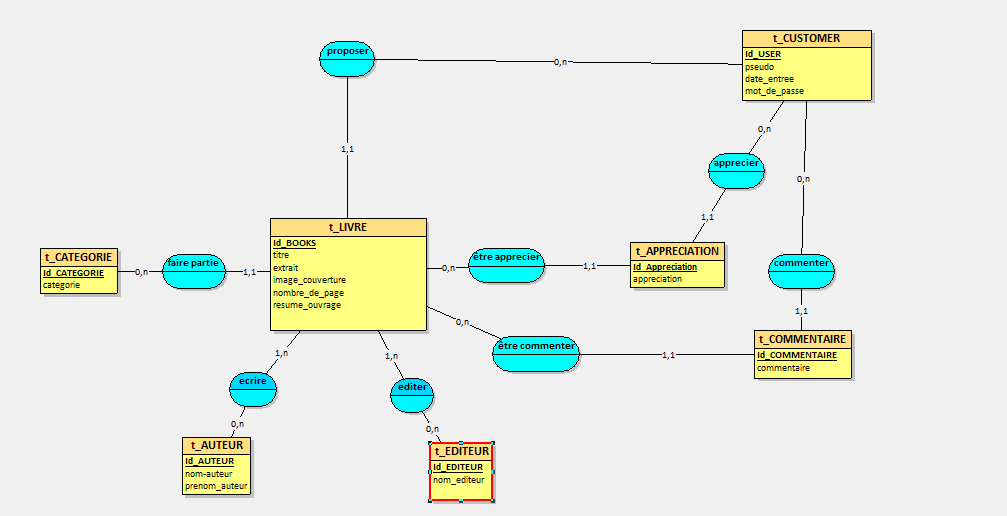 t_CUSTOMER
Id_USER
pseudo
date_entree
mot_de_passe
proposer
0,n
1,1
0,n
apprecier
1,1
0,n
commenter
1,1
t_LIVRE
Id_BOOKS
titre
extrait
image_couverture
nombre_de_page
resume_ouvrage
t_CATEGORIE
Id_CATEGORIE
categorie
0,n
faire partie
1,1
0,n
être apprecier
1,1
t_APPRECIATION
Id_Appreciation
appreciation
0,n
être commenter
1,1
t_COMMENTAIRE
Id_COMMENTAIRE
commentaire
1,n
ecrire
0,n
1,n
editer
0,n
t_AUTEUR
Id_AUTEUR
nom-auteur
prenom_auteur
t_EDITEUR
Id_EDITEUR
nom_editeur